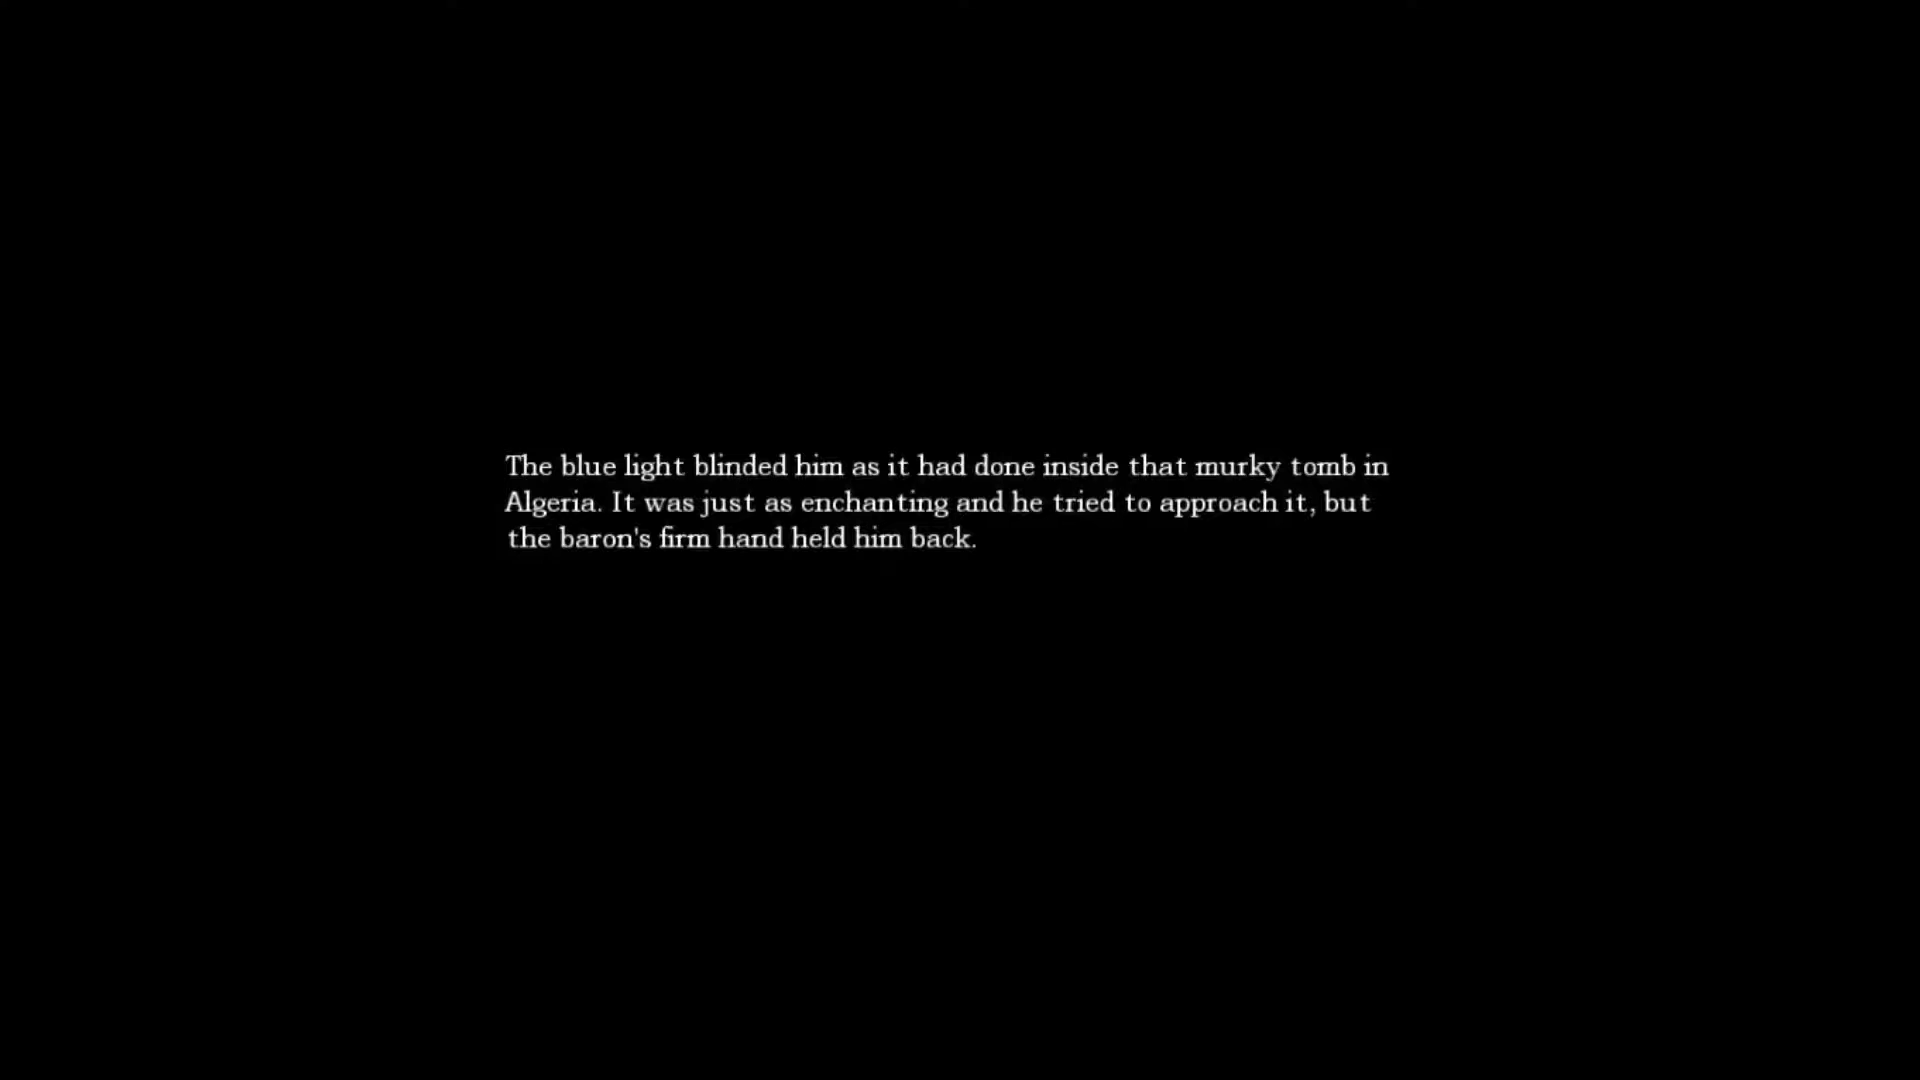 The blue light blinded him as it had done inside that murky tomb in
Algeria. It was just as enchanting and he tried to approach it, but
the baron's firm hand held him back.